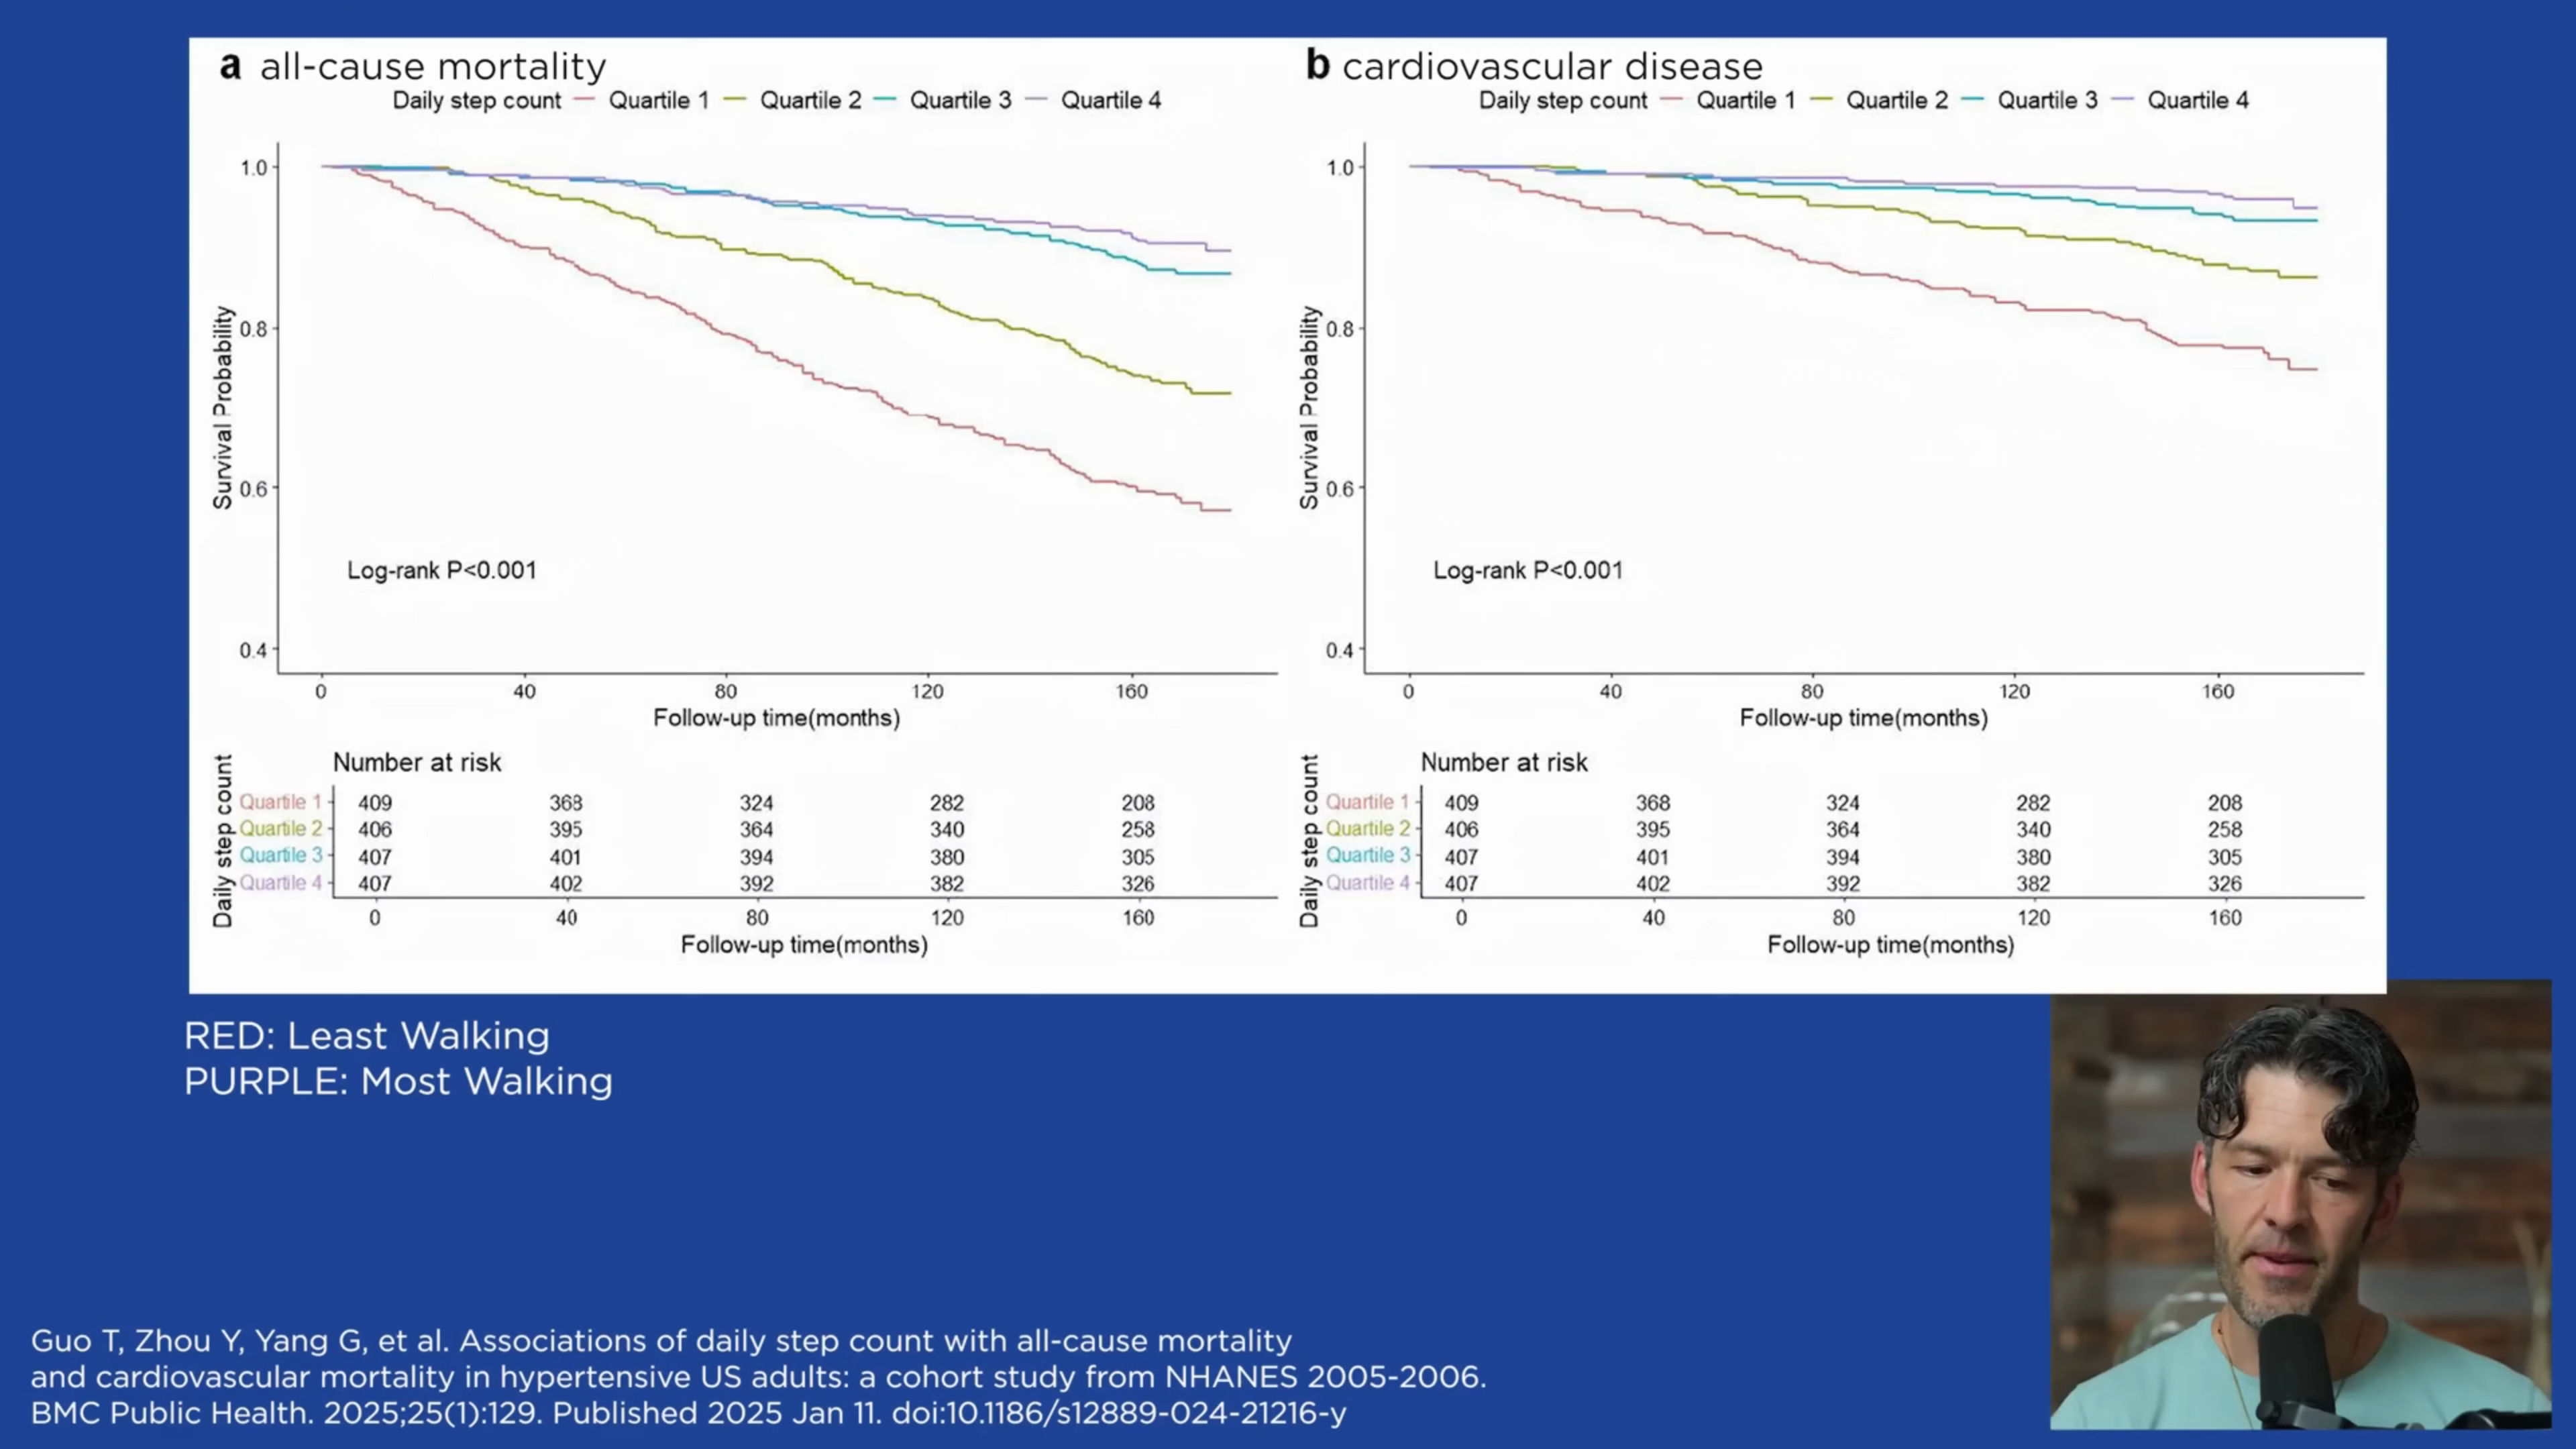 a all-cause mortality
Daily step count Quartile 1 Quartile 2 Quartile 3 Quartile 4
1.0
0.8
0.6
0.4
Survival Probability
Log-rank P<0.001
0 40 80 120 160
Follow-up time(months)
Number at risk
Daily step count
Quartile 1 409 368 324 282 208
Quartile 2 406 395 364 340 258
Quartile 3 407 401 394 380 305
Quartile 4 407 402 392 382 326
0 40 80 120 160
Follow-up time(months)
b cardiovascular disease
Daily step count Quartile 1 Quartile 2 Quartile 3 Quartile 4
1.0
0.8
0.6
0.4
Survival Probability
Log-rank P<0.001
0 40 80 120 160
Follow-up time(months)
Number at risk
Daily step count
Quartile 1 409 368 324 282 208
Quartile 2 406 395 364 340 258
Quartile 3 407 401 394 380 305
Quartile 4 407 402 392 382 326
0 40 80 120 160
Follow-up time(months)
RED: Least Walking
PURPLE: Most Walking
Guo T, Zhou Y, Yang G, et al. Associations of daily step count with all-cause mortality
and cardiovascular mortality in hypertensive US adults: a cohort study from NHANES 2005-2006.
BMC Public Health. 2025;25(1):129. Published 2025 Jan 11. doi:10.1186/s12889-024-21216-y